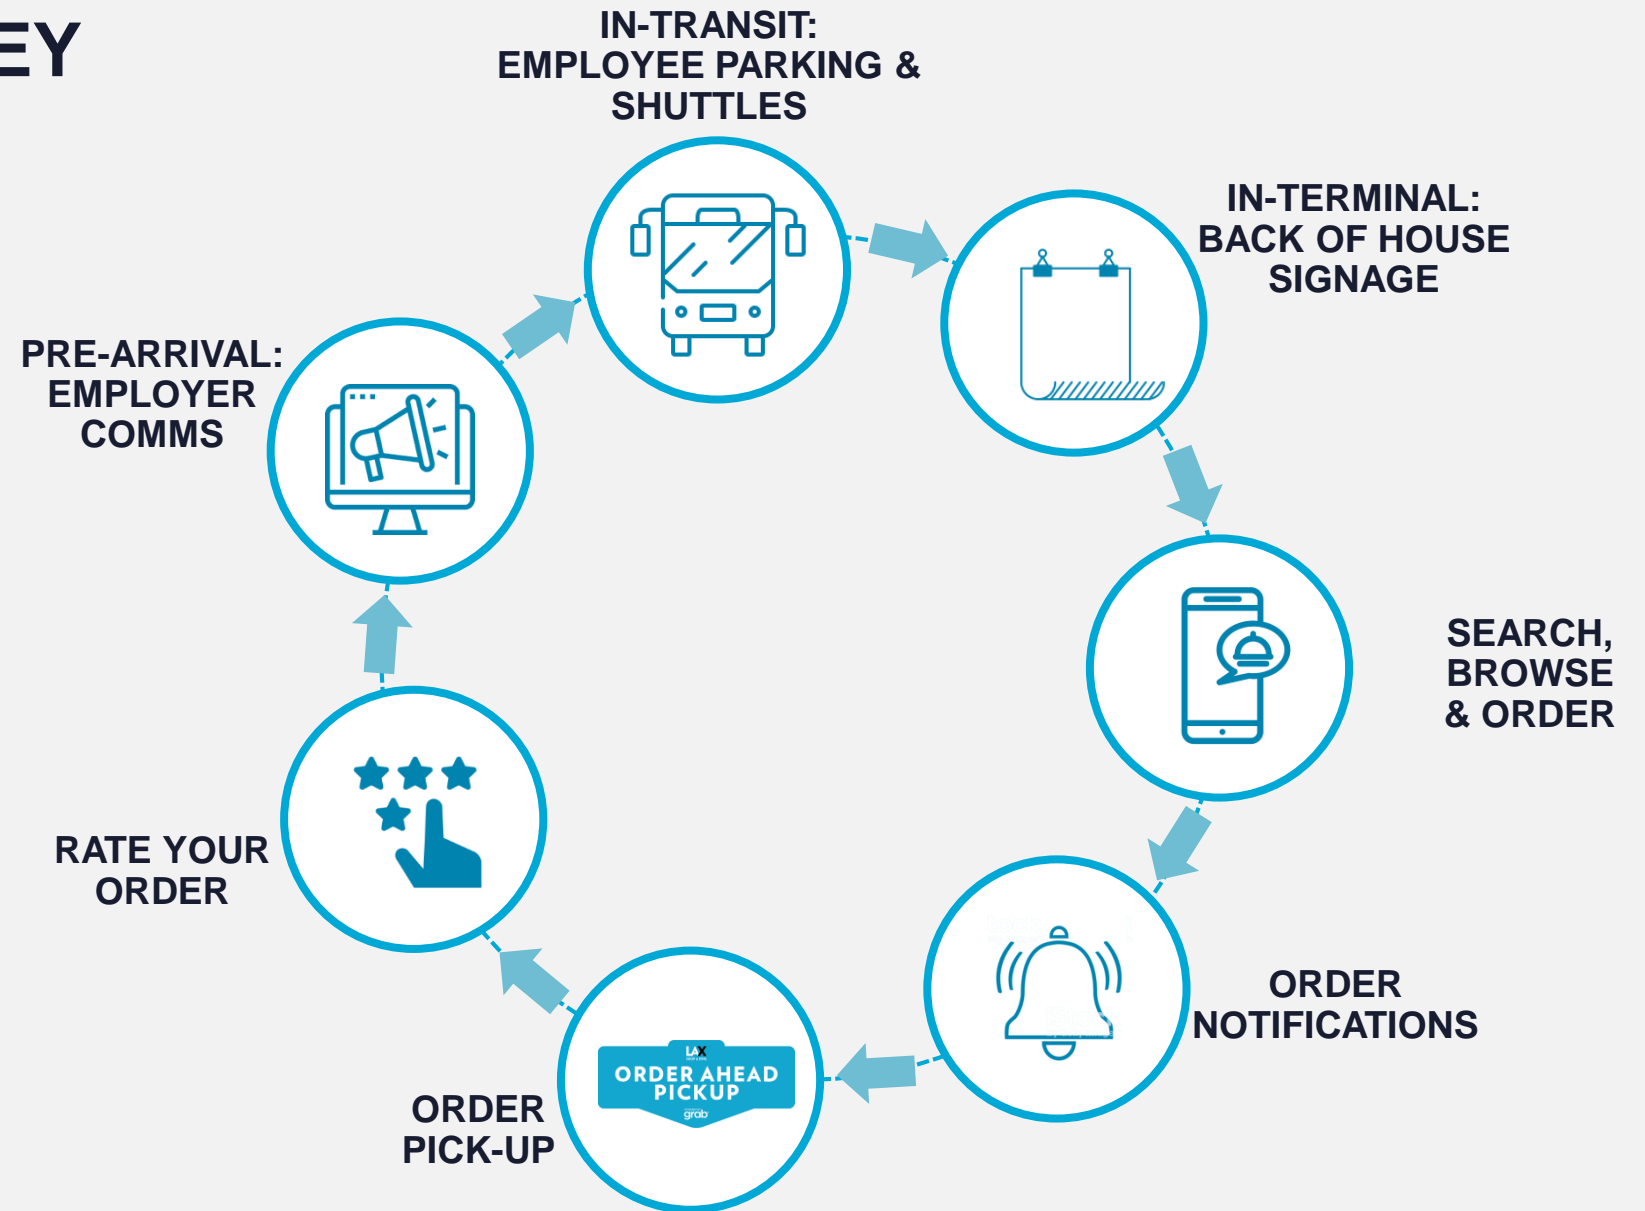 EY
IN-TRANSIT:
EMPLOYEE PARKING &
SHUTTLES
IN-TERMINAL:
BACK OF HOUSE
SIGNAGE
PRE-ARRIVAL:
EMPLOYER
COMMS
SEARCH,
BROWSE
& ORDER
RATE YOUR
ORDER
ORDER
NOTIFICATIONS
ORDER
PICK-UP
LAX
ORDER AHEAD
PICKUP
grab